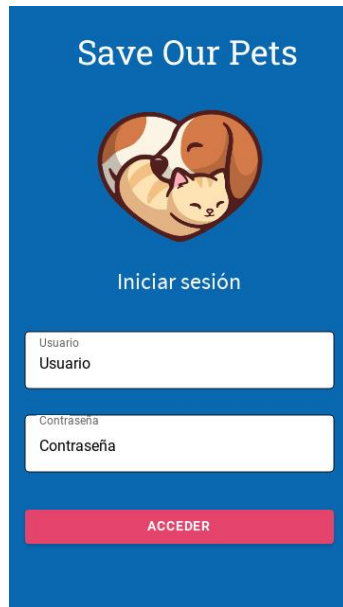 Save Our Pets
Iniciar sesión
Usuario
Usuario
Contraseña
Contraseña
ACCEDER